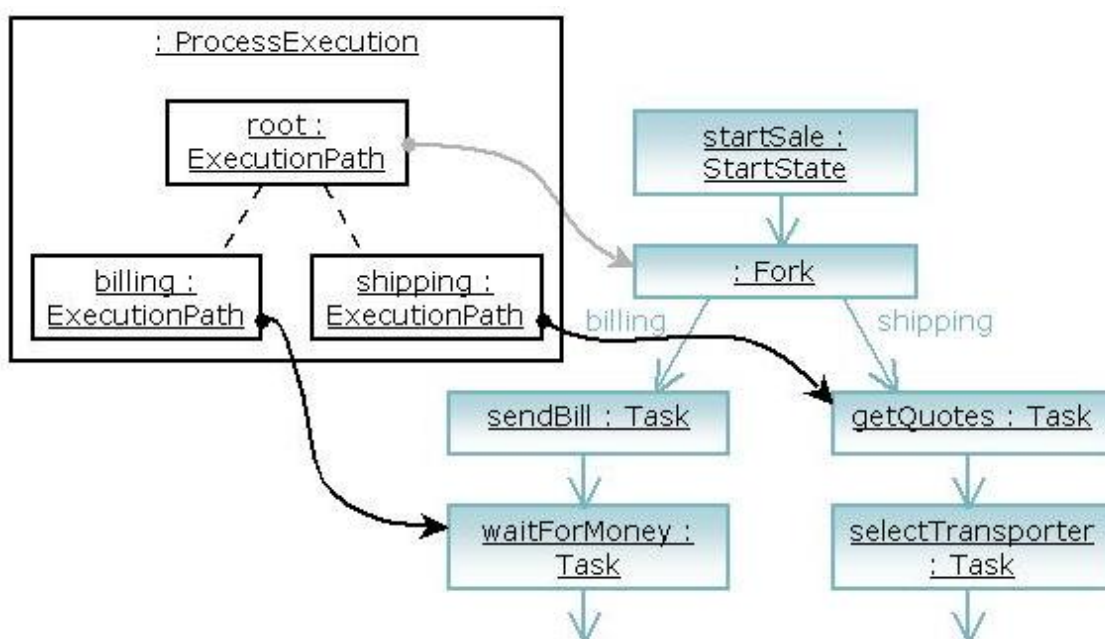 : ProcessExecution
root :
ExecutionPath
billing :
ExecutionPath
shipping :
ExecutionPath
startSale :
StartState
: Fork
billing
shipping
sendBill : Task
getQuotes : Task
waitForMoney :
Task
selectTransporter
: Task